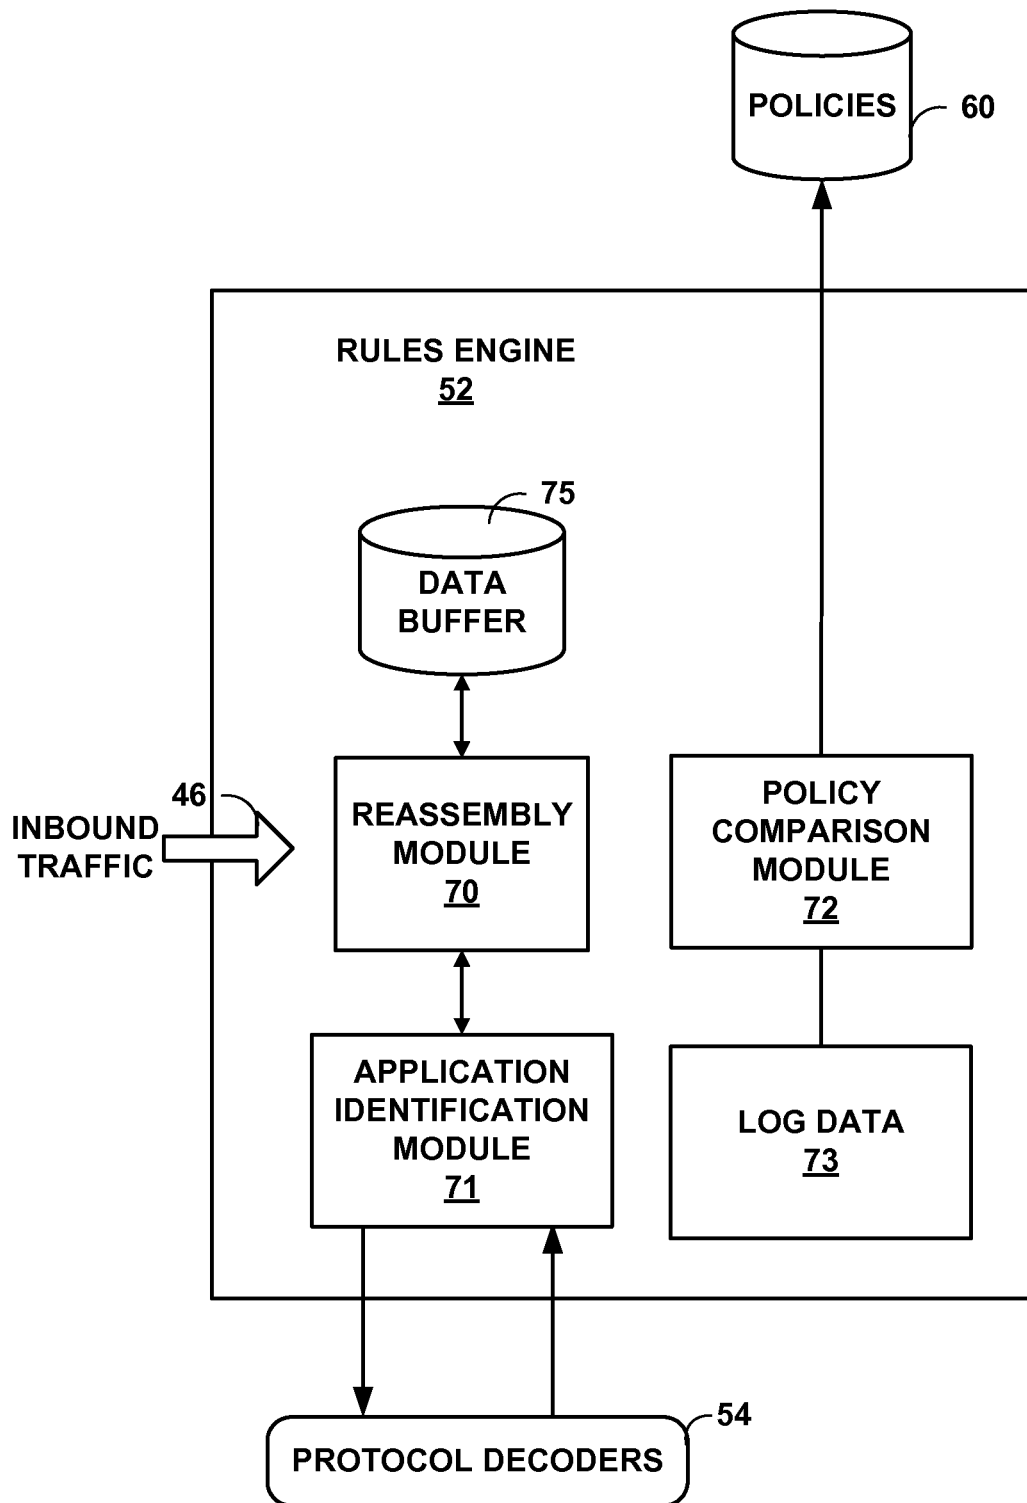 POLICIES
60
RULES ENGINE
52
75
DATA
BUFFER
46
INBOUND
TRAFFIC
REASSEMBLY
MODULE
70
POLICY
COMPARISON
MODULE
72
APPLICATION
IDENTIFICATION
MODULE
71
LOG DATA
73
54
PROTOCOL DECODERS